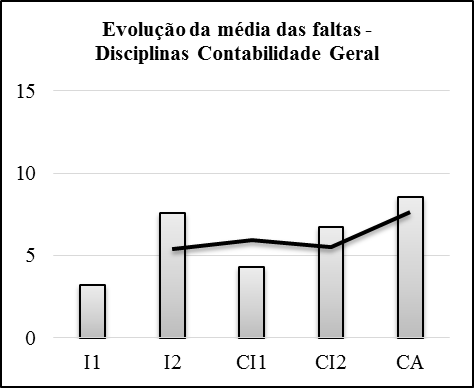 Evolução da média das faltas -
Disciplinas Contabilidade Geral
15
10
5
0
I1 I2 CI1 CI2 CA